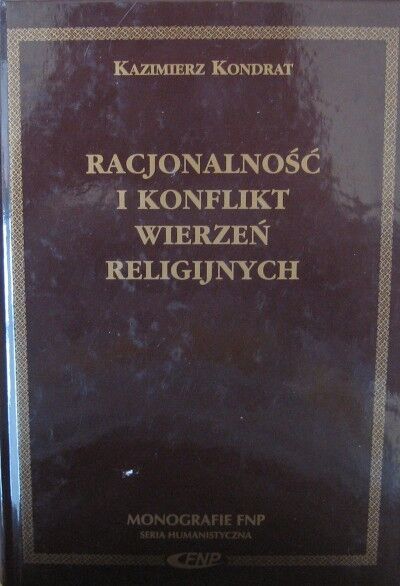 KAZIMIERZ KONDRAT
RACJONALNOŚĆ
I KONFLIKT
WIERZEŃ
RELIGIJNYCH
MONOGRAFIE FNP
SERIA HUMANISTYCZNA
FNP